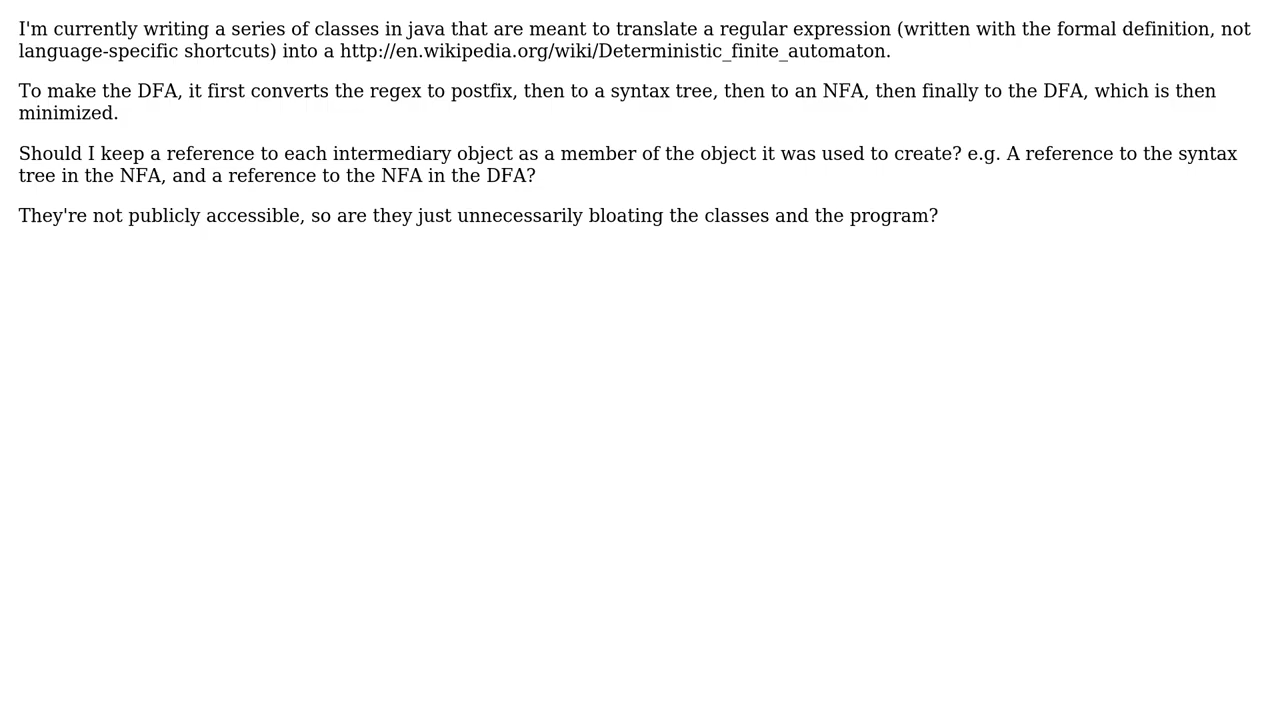 I'm currently writing a series of classes in java that are meant to translate a regular expression (written with the formal definition, not
language-specific shortcuts) into a http://en.wikipedia.org/wiki/Deterministic_finite_automaton.
To make the DFA, it first converts the regex to postfix, then to a syntax tree, then to an NFA, then finally to the DFA, which is then
minimized.
Should I keep a reference to each intermediary object as a member of the object it was used to create? e.g. A reference to the syntax
tree in the NFA, and a reference to the NFA in the DFA?
They're not publicly accessible, so are they just unnecessarily bloating the classes and the program?